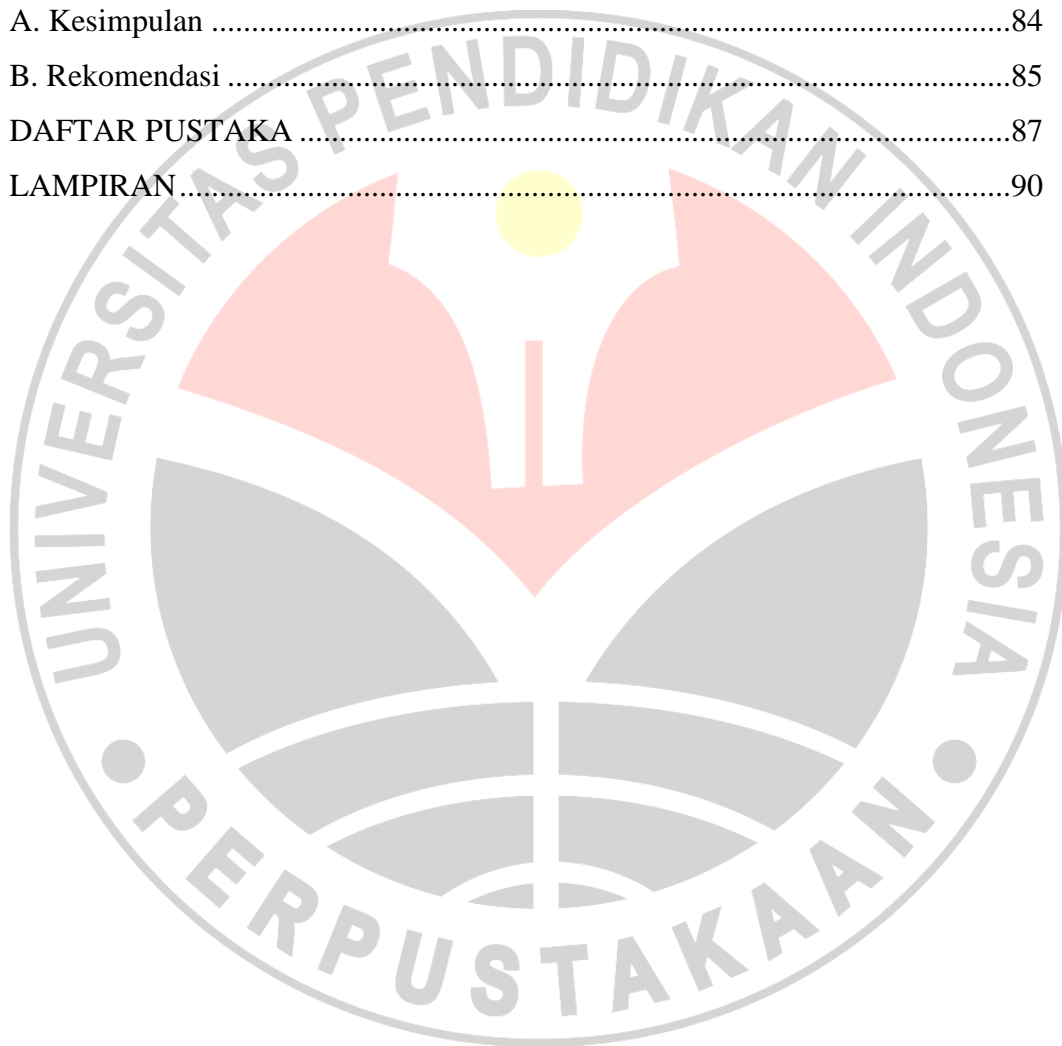 A. Kesimpulan ..............................................................................................................................84
B. Rekomendasi ...........................................................................................................................85
DAFTAR PUSTAKA ................................................................................................................87
LAMPIRAN...................................................................................................................................90
UNIVERSITAS PENDIDIKAN INDONESIA
PERPUSTAKAAN